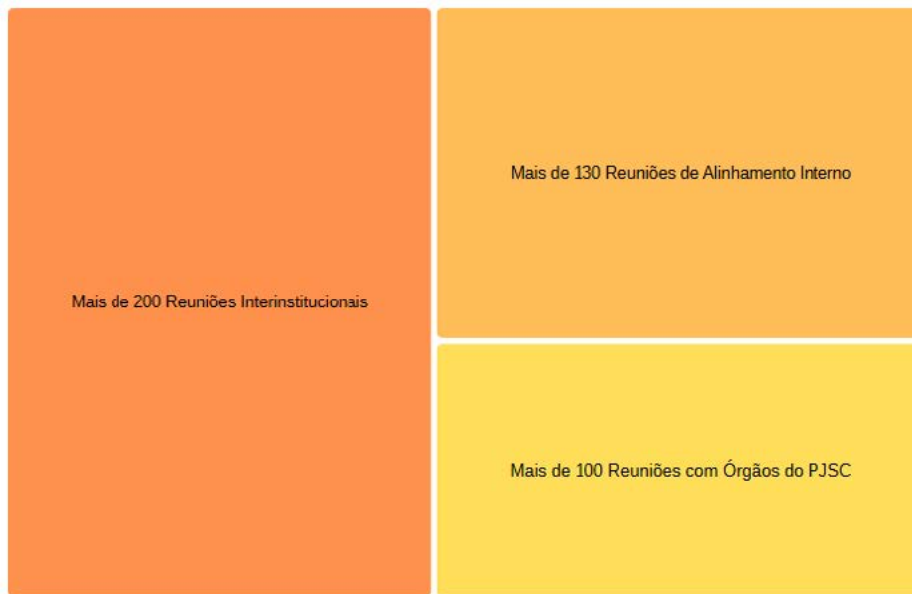 Mais de 200 Reuniões Interinstitucionais
Mais de 130 Reuniões de Alinhamento Interno
Mais de 100 Reuniões com Órgãos do PJSC